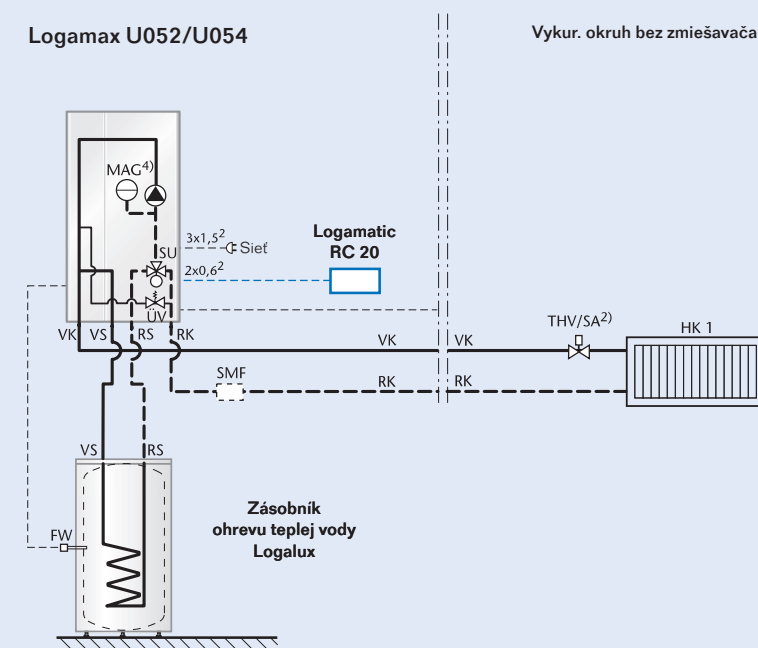 Logamax U052/U054
Vykur. okruh bez zmiešavača
MAG4)
3x1,5²
Sieť
Logamatic
RC 20
SU
2x0,6²
ÜV
VK VS RS RK
THV/SA2)
HK 1
VK VK
SMF
RK RK
VS RS
Zásobník
ohrevu teplej vody
Logalux
FW